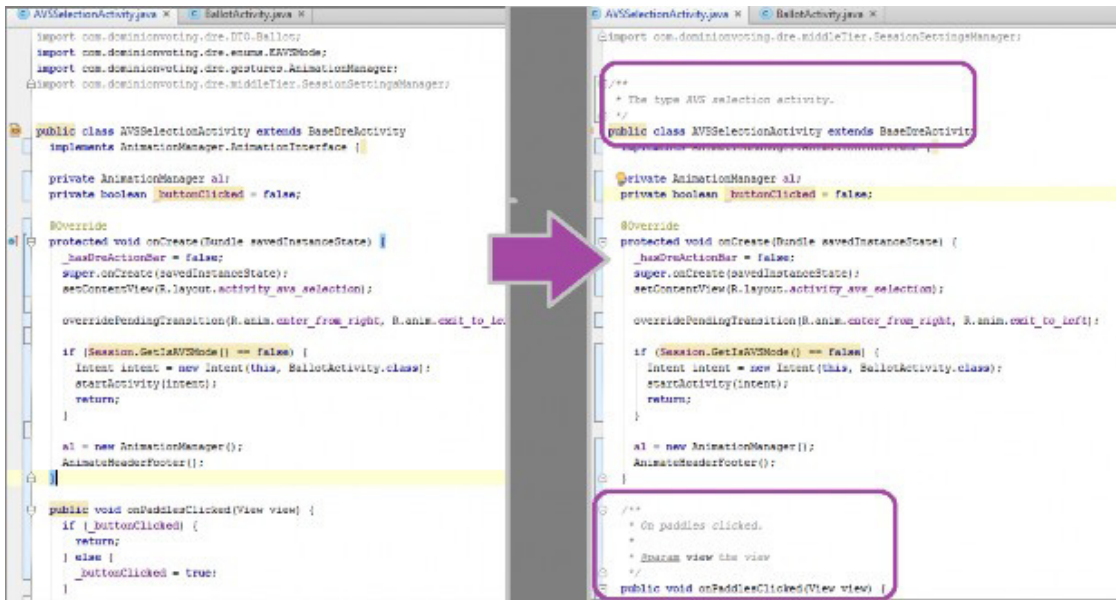 AVSSelectionActivity.java × BallotActivity.java ×
import com.dominionvoting.dre.DTO.Ballot;
import com.dominionvoting.dre.enums.EAVSMode;
import com.dominionvoting.dre.gestures.AnimationManager;
import com.dominionvoting.dre.middleTier.SessionSettingsManager;
public class AVSSelectionActivity extends BaseDreActivity
implements AnimationManager.AnimationInterface {
private AnimationManager al;
private boolean _buttonClicked = false;
@Override
protected void onCreate(Bundle savedInstanceState) {
_hasDreActionBar = false;
super.onCreate(savedInstanceState);
setContentView(R.layout.activity_avs_selection);
overridePendingTransition(R.anim.enter_from_right, R.anim.exit_to_le
if (Session.GetIsAVSMode() == false) {
Intent intent = new Intent(this, BallotActivity.class);
startActivity(intent);
return;
}
al = new AnimationManager();
AnimateHeaderFooter();
}
public void onPaddlesClicked(View view) {
if (_buttonClicked) {
return;
} else {
_buttonClicked = true;
}
AVSSelectionActivity.java × BallotActivity.java ×
import com.dominionvoting.dre.middleTier.SessionSettingsManager;
/**
* The type AVS selection activity.
*/
public class AVSSelectionActivity extends BaseDreActivity
implements AnimationManager.AnimationInterface {
private AnimationManager al;
private boolean _buttonClicked = false;
@Override
protected void onCreate(Bundle savedInstanceState) {
_hasDreActionBar = false;
super.onCreate(savedInstanceState);
setContentView(R.layout.activity_avs_selection);
overridePendingTransition(R.anim.enter_from_right, R.anim.exit_to_left);
if (Session.GetIsAVSMode() == false) {
Intent intent = new Intent(this, BallotActivity.class);
startActivity(intent);
return;
}
al = new AnimationManager();
AnimateHeaderFooter();
}
/**
* On paddles clicked.
*
* @param view the view
*/
public void onPaddlesClicked(View view) {